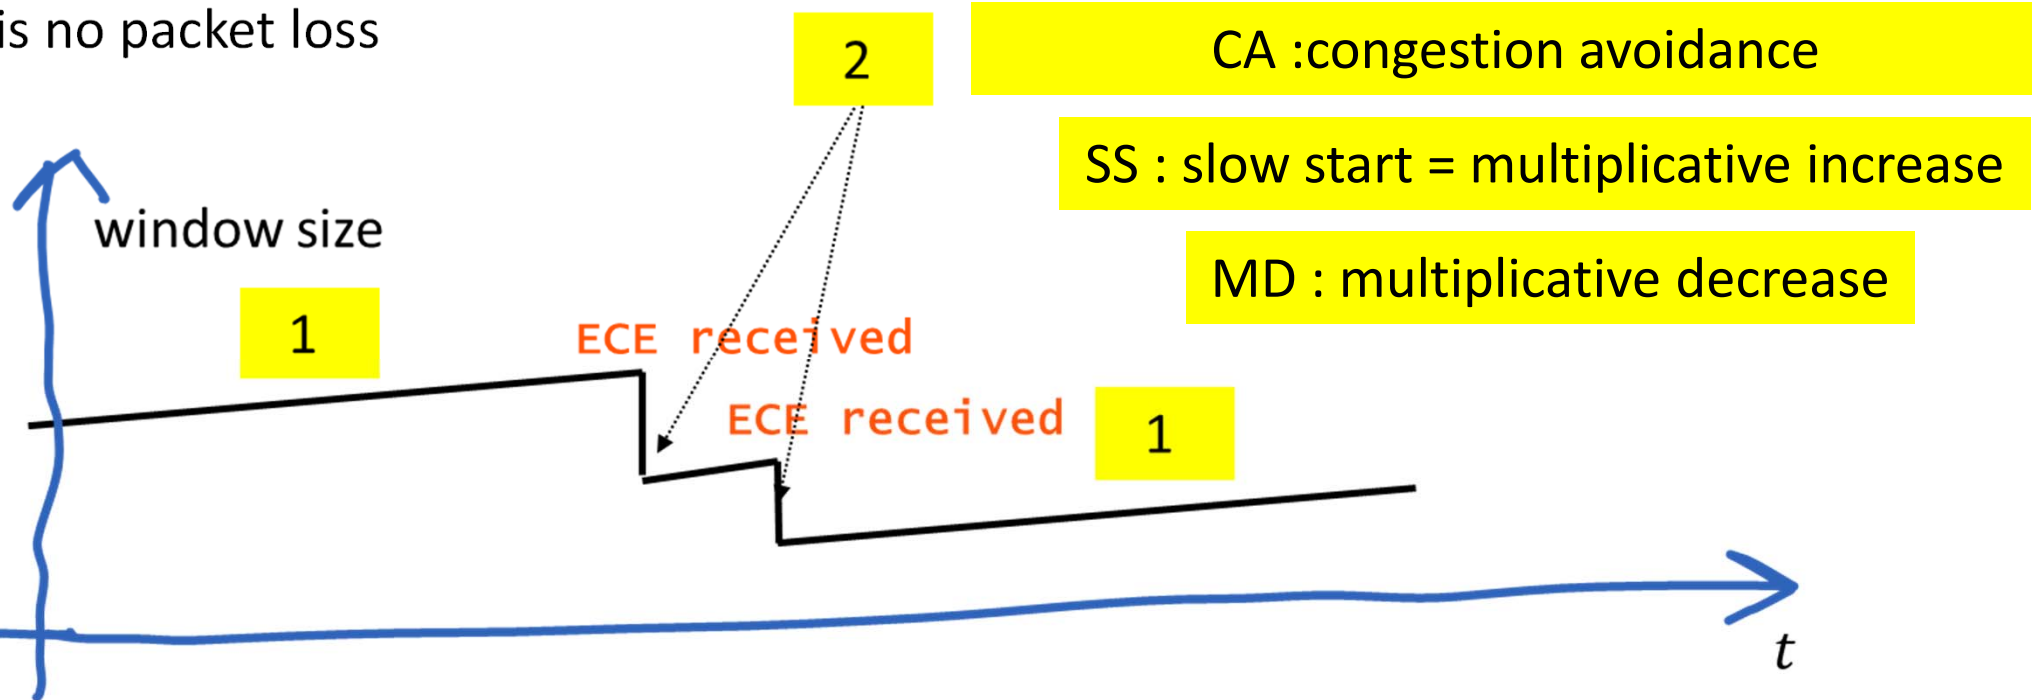 is no packet loss
2
CA :congestion avoidance
SS : slow start = multiplicative increase
window size
MD : multiplicative decrease
1
ECE received
ECE received
1
t